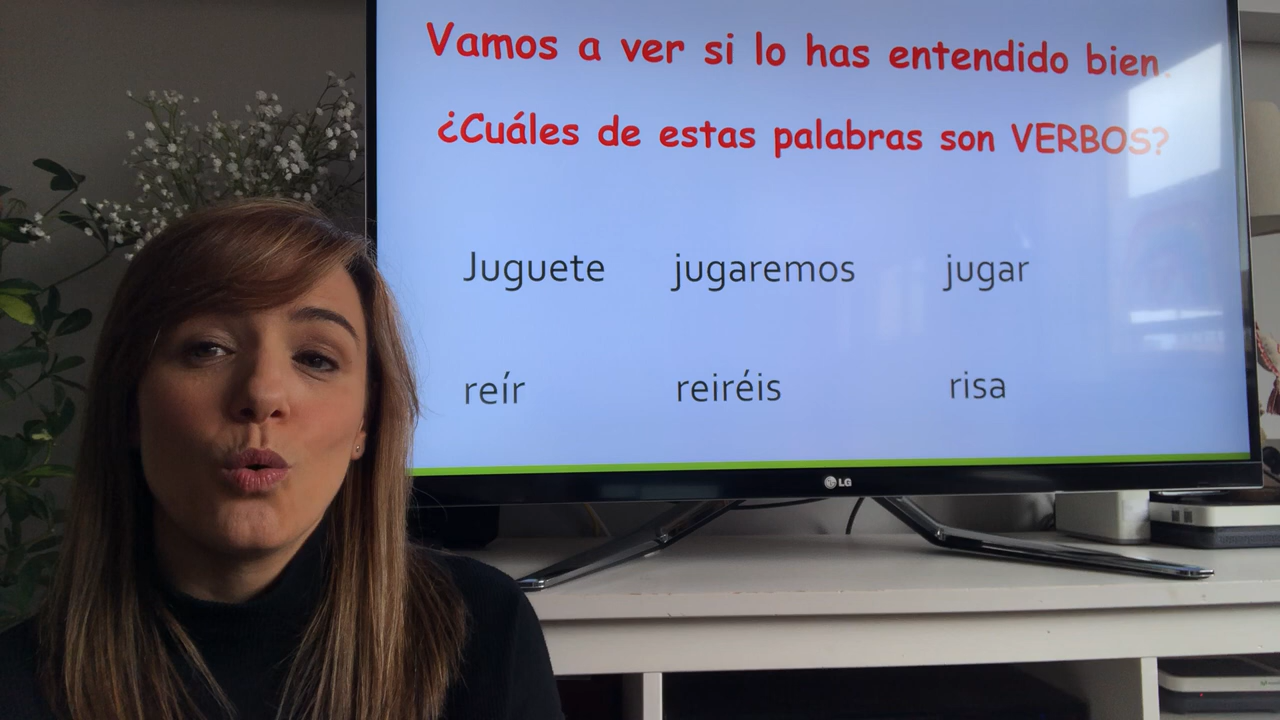 Vamos a ver si lo has entendido bien.
¿Cuáles de estas palabras son VERBOS?
Juguete jugaremos jugar
reír reiréis risa
LG